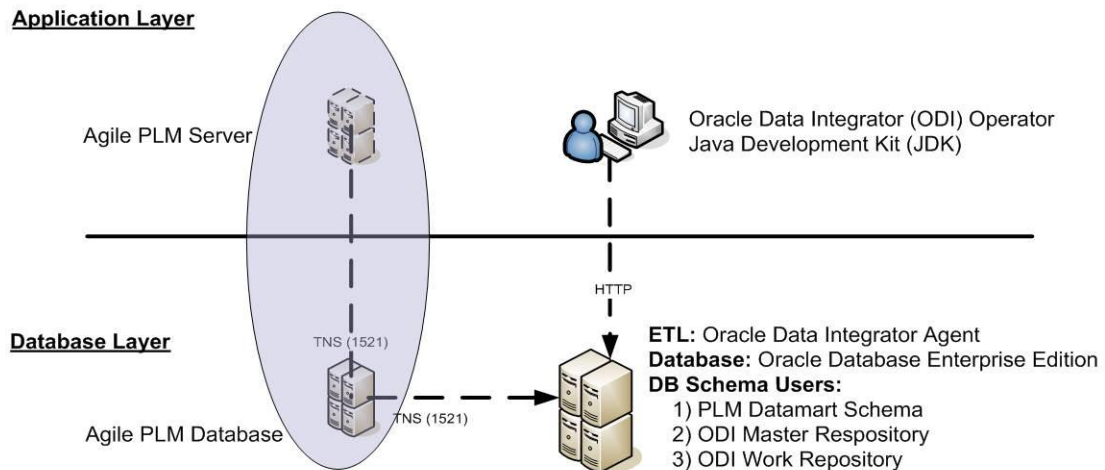 Application Layer
Agile PLM Server
Oracle Data Integrator (ODI) Operator
Java Development Kit (JDK)
HTTP
Database Layer
TNS (1521)
Agile PLM Database
TNS (1521)
ETL: Oracle Data Integrator Agent
Database: Oracle Database Enterprise Edition
DB Schema Users:
1) PLM Datamart Schema
2) ODI Master Respository
3) ODI Work Repository